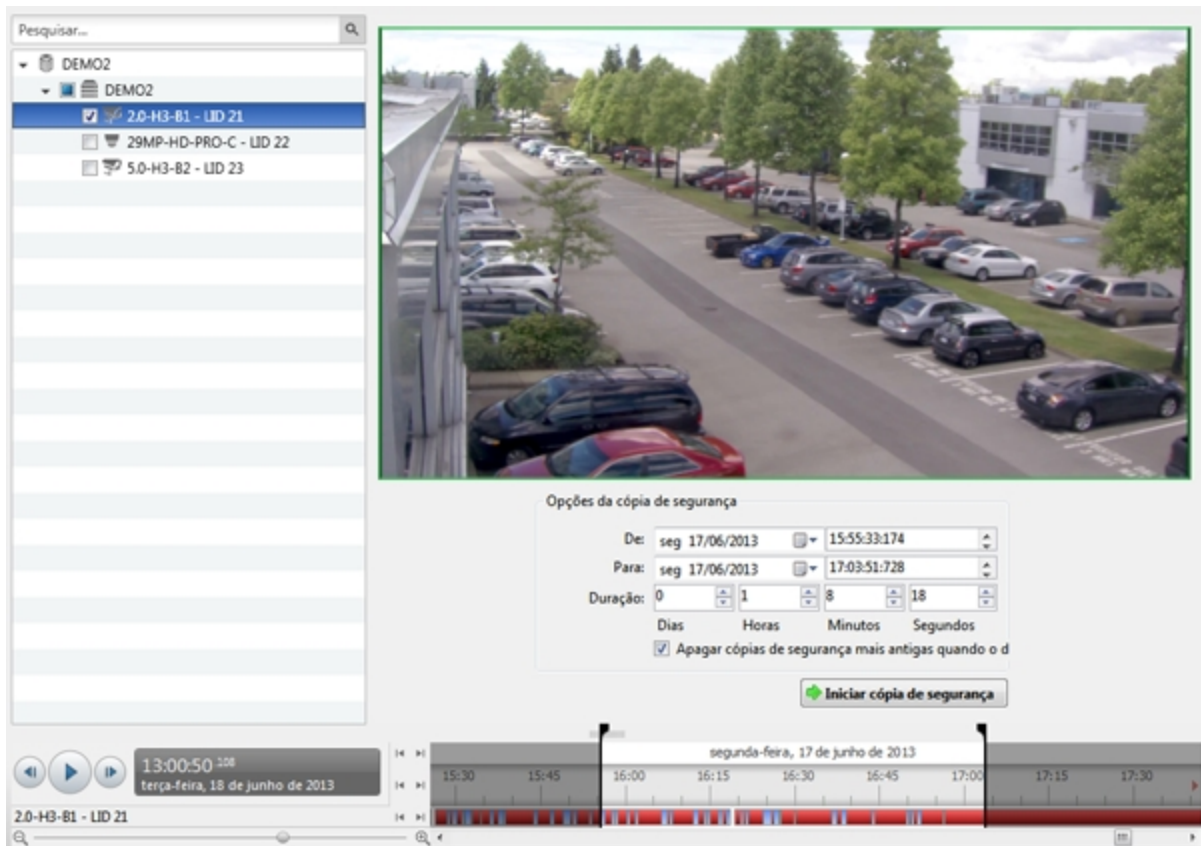 Pesquisar...
DEMO2
DEMO2
2.0-H3-B1 - LID 21
29MP-HD-PRO-C - LID 22
5.0-H3-B2 - LID 23
Opções da cópia de segurança
De: seg 17/06/2013 15:55:33:174
Para: seg 17/06/2013 17:03:51:728
Duração: 0 1 8 18
Dias Horas Minutos Segundos
Apagar cópias de segurança mais antigas quando o d
Iniciar cópia de segurança
13:00:50.108
terça-feira, 18 de junho de 2013
segunda-feira, 17 de junho de 2013
15:30 15:45 16:00 16:15 16:30 16:45 17:00 17:15 17:30
2.0-H3-B1 - LID 21